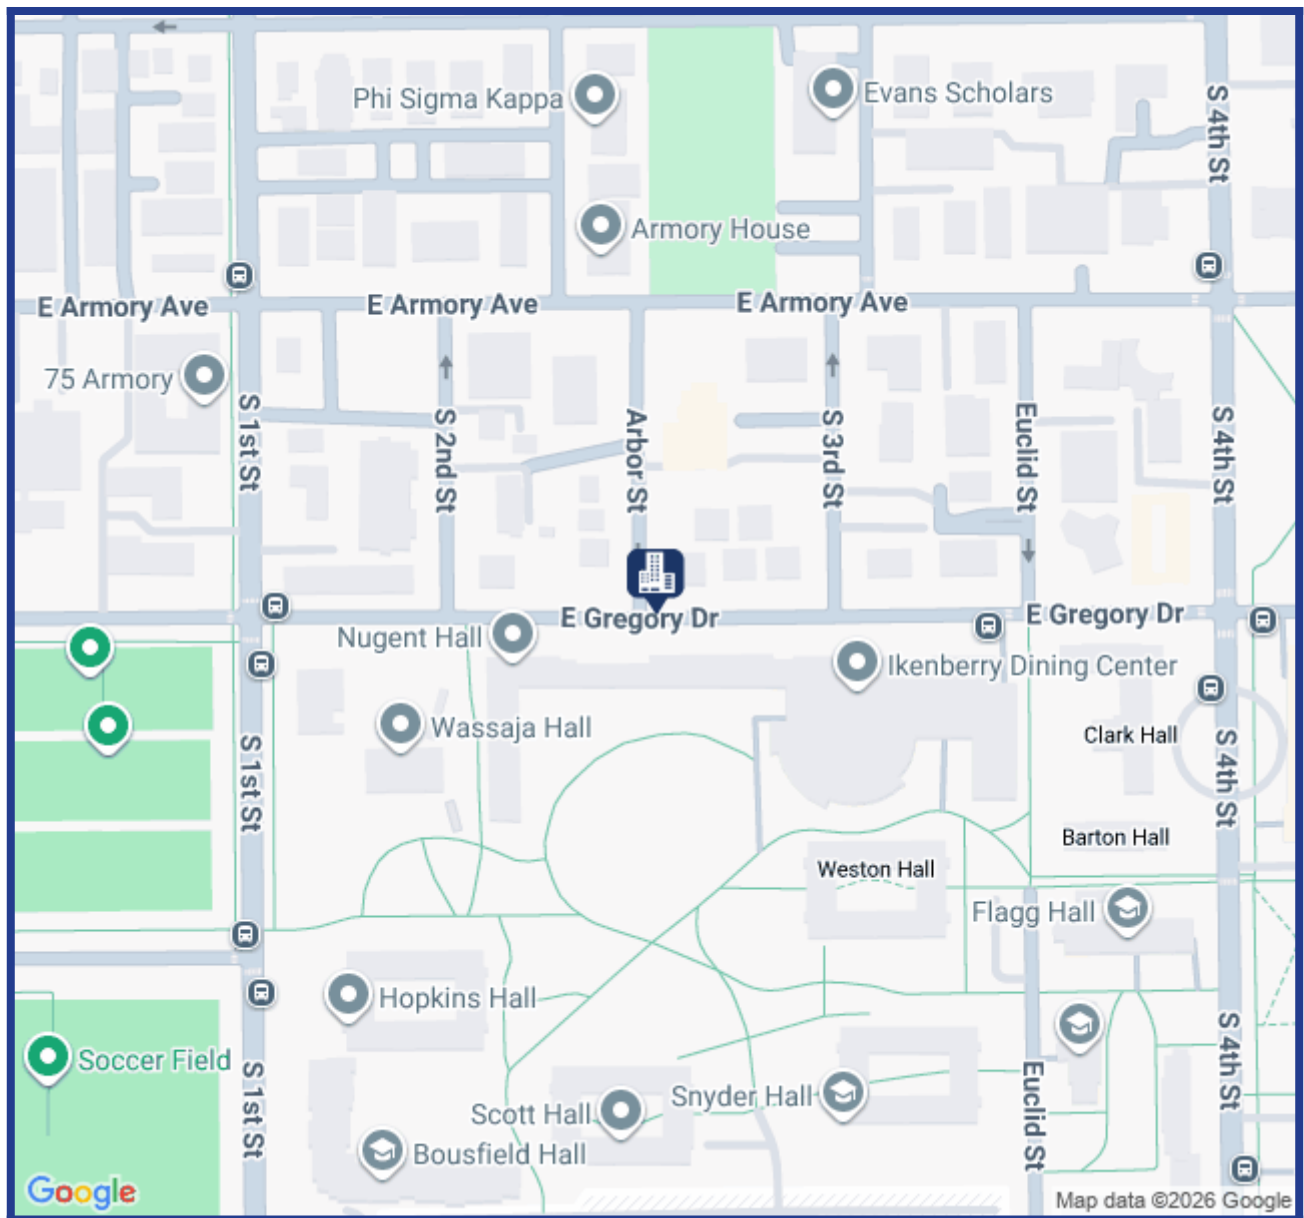 Phi Sigma Kappa
Evans Scholars
S 4th St
Armory House
E Armory Ave
E Armory Ave
E Armory Ave
75 Armory
S 1st St
S 2nd St
Arbor St
S 3rd St
Euclid St
S 4th St
E Gregory Dr
E Gregory Dr
Nugent Hall
Ikenberry Dining Center
Wassaja Hall
Clark Hall
S 1st St
S 4th St
Barton Hall
Weston Hall
Flagg Hall
Hopkins Hall
Soccer Field
S 1st St
S 4th St
Euclid St
Snyder Hall
Scott Hall
Bousfield Hall
Google
Map data ©2026 Google